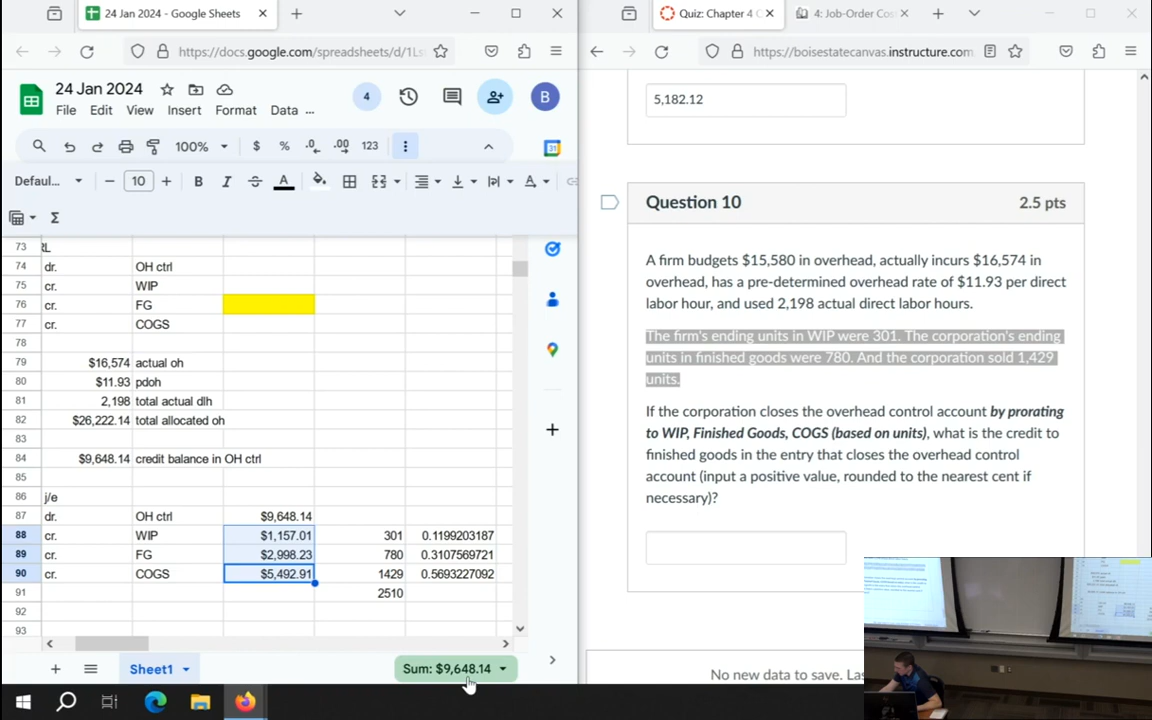 24 Jan 2024 - Google Sheets
https://docs.google.com/spreadsheets/d/1Ls
24 Jan 2024
File Edit View Insert Format Data ...
4
B
100% $ % .0 .00 123
31
Defaul... 10 B I A
73
74 dr. OH ctrl
75 cr. WIP
76 cr. FG
77 cr. COGS
78
79 $16,574 actual oh
80 $11.93 pdoh
81 2,198 total actual dlh
82 $26,222.14 total allocated oh
83
84 $9,648.14 credit balance in OH ctrl
85
86 j/e
87 dr. OH ctrl $9,648.14
88 cr. WIP $1,157.01 301 0.1199203187
89 cr. FG $2,998.23 780 0.3107569721
90 cr. COGS $5,492.91 1429 0.5693227092
91 2510
92
93
Sheet1
Sum: $9,648.14
Quiz: Chapter 4 C
4: Job-Order Cos
https://boisestatecanvas.instructure.com
5,182.12
Question 10 2.5 pts
A firm budgets $15,580 in overhead, actually incurs $16,574 in
overhead, has a pre-determined overhead rate of $11.93 per direct
labor hour, and used 2,198 actual direct labor hours.
The firm's ending units in WIP were 301. The corporation's ending
units in finished goods were 780. And the corporation sold 1,429
units.
If the corporation closes the overhead control account by prorating
to WIP, Finished Goods, COGS (based on units), what is the credit to
finished goods in the entry that closes the overhead control
account (input a positive value, rounded to the nearest cent if
necessary)?
No new data to save. Las